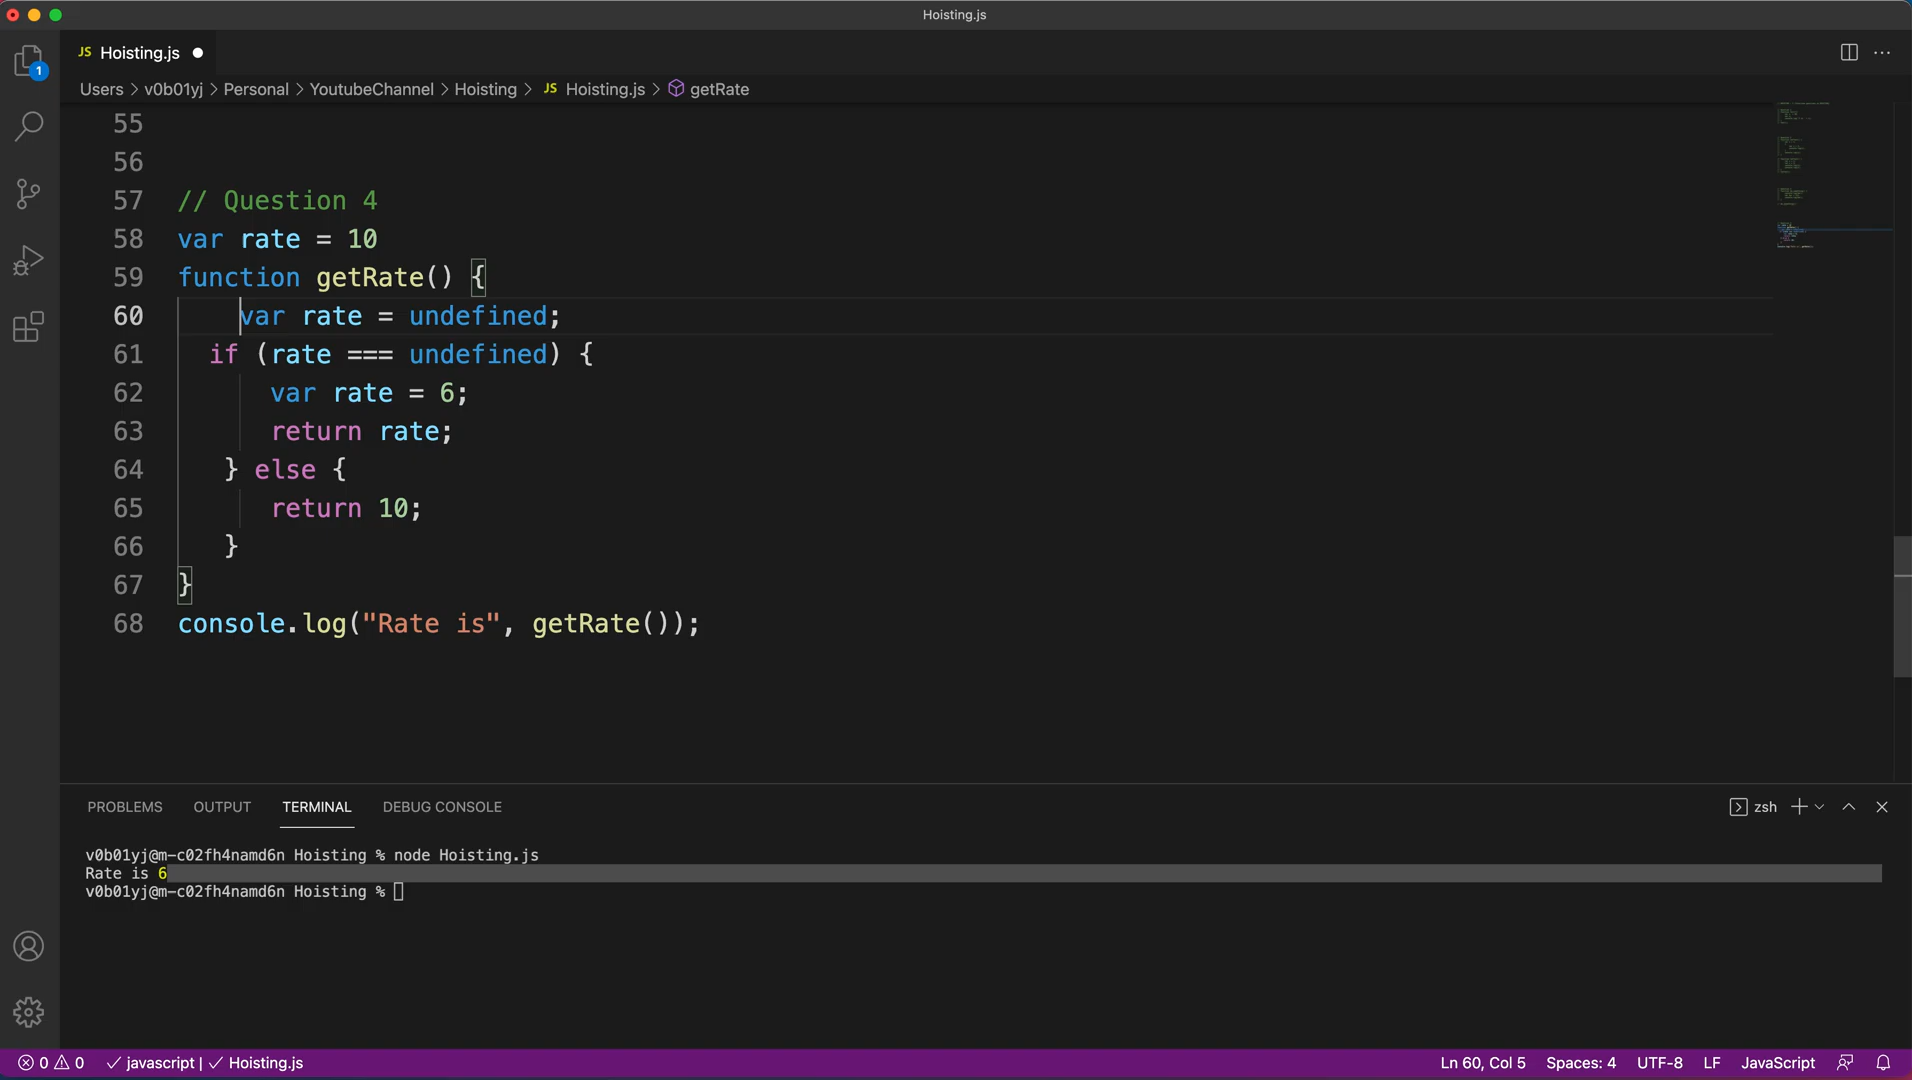 Hoisting.js
JS Hoisting.js
1
Users > v0b01yj > Personal > YoutubeChannel > Hoisting > JS Hoisting.js > getRate
55
56
57 // Question 4
58 var rate = 10
59 function getRate() {
60 var rate = undefined;
61 if (rate === undefined) {
62 var rate = 6;
63 return rate;
64 } else {
65 return 10;
66 }
67 }
68 console.log("Rate is", getRate());
PROBLEMS OUTPUT TERMINAL DEBUG CONSOLE zsh
v0b01yj@m-c02fh4namd6n Hoisting % node Hoisting.js
Rate is 6
v0b01yj@m-c02fh4namd6n Hoisting %
0 0 javascript | Hoisting.js Ln 60, Col 5 Spaces: 4 UTF-8 LF JavaScript